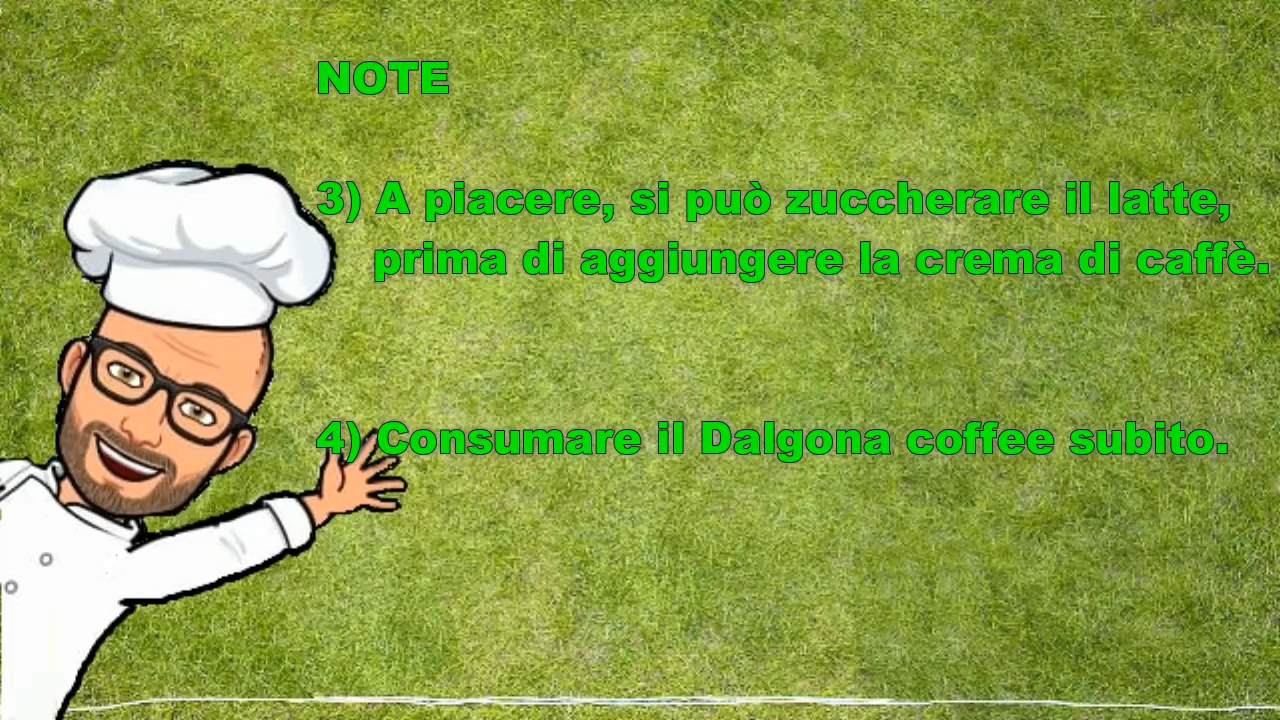 NOTE
3) A piacere, si può zuccherare il latte,
prima di aggiungere la crema di caffè.
4) Consumare il Dalgona coffee subito.